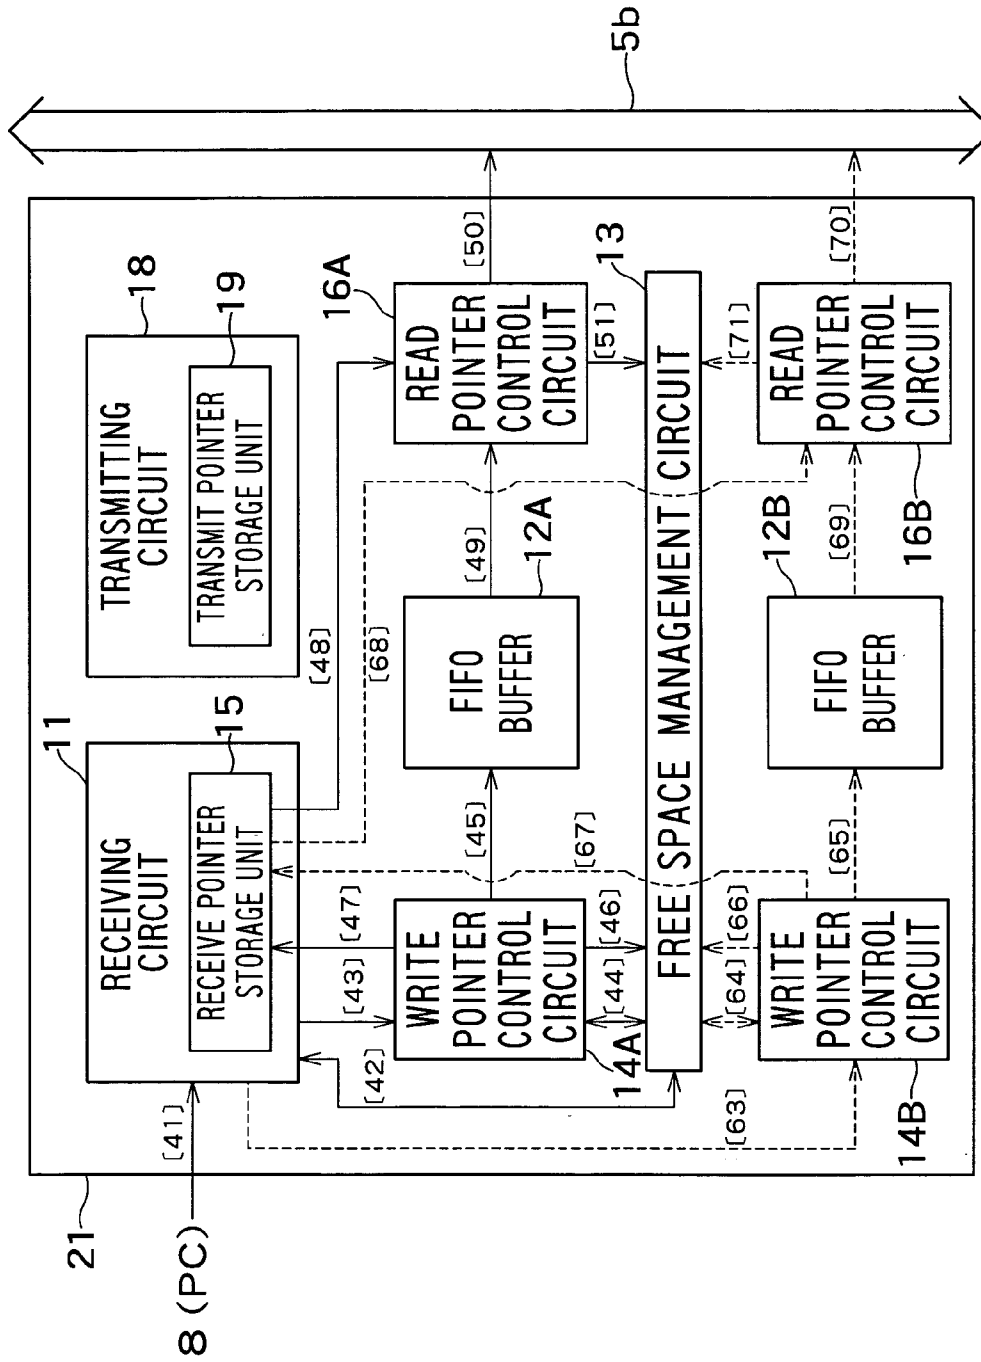 21
8 (PC)
[41]
11
RECEIVING
CIRCUIT
15
RECEIVE POINTER
STORAGE UNIT
18
TRANSMITTING
CIRCUIT
19
TRANSMIT POINTER
STORAGE UNIT
[42]
[43]
[47]
[48]
[68]
14A
WRITE
POINTER
CONTROL
CIRCUIT
[45]
FIFO
BUFFER
12A
[49]
16A
READ
POINTER
CONTROL
CIRCUIT
[50]
[44]
[46]
[67]
[51]
FREE SPACE MANAGEMENT CIRCUIT
13
[63]
[64]
[66]
[71]
14B
WRITE
POINTER
CONTROL
CIRCUIT
[65]
FIFO
BUFFER
12B
[69]
16B
READ
POINTER
CONTROL
CIRCUIT
[70]
5b